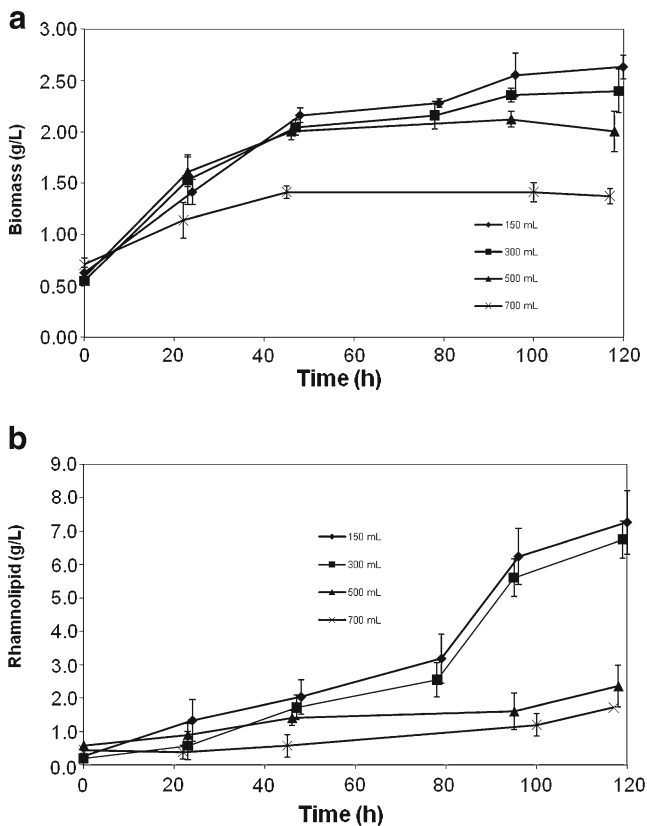 a
3.00
2.50
2.00
1.50
1.00
0.50
0.00
Biomass (g/L)
150 mL
300 mL
500 mL
700 mL
0 20 40 60 80 100 120
Time (h)
b
9.0
8.0
7.0
6.0
5.0
4.0
3.0
2.0
1.0
0.0
Rhamnolipid (g/L)
150 mL
300 mL
500 mL
700 mL
0 20 40 60 80 100 120
Time (h)